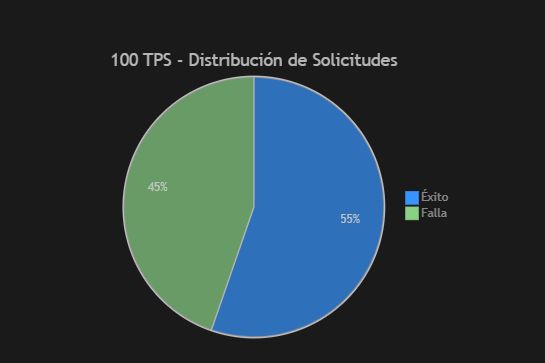 100 TPS - Distribución de Solicitudes
45%
55%
Éxito
Falla